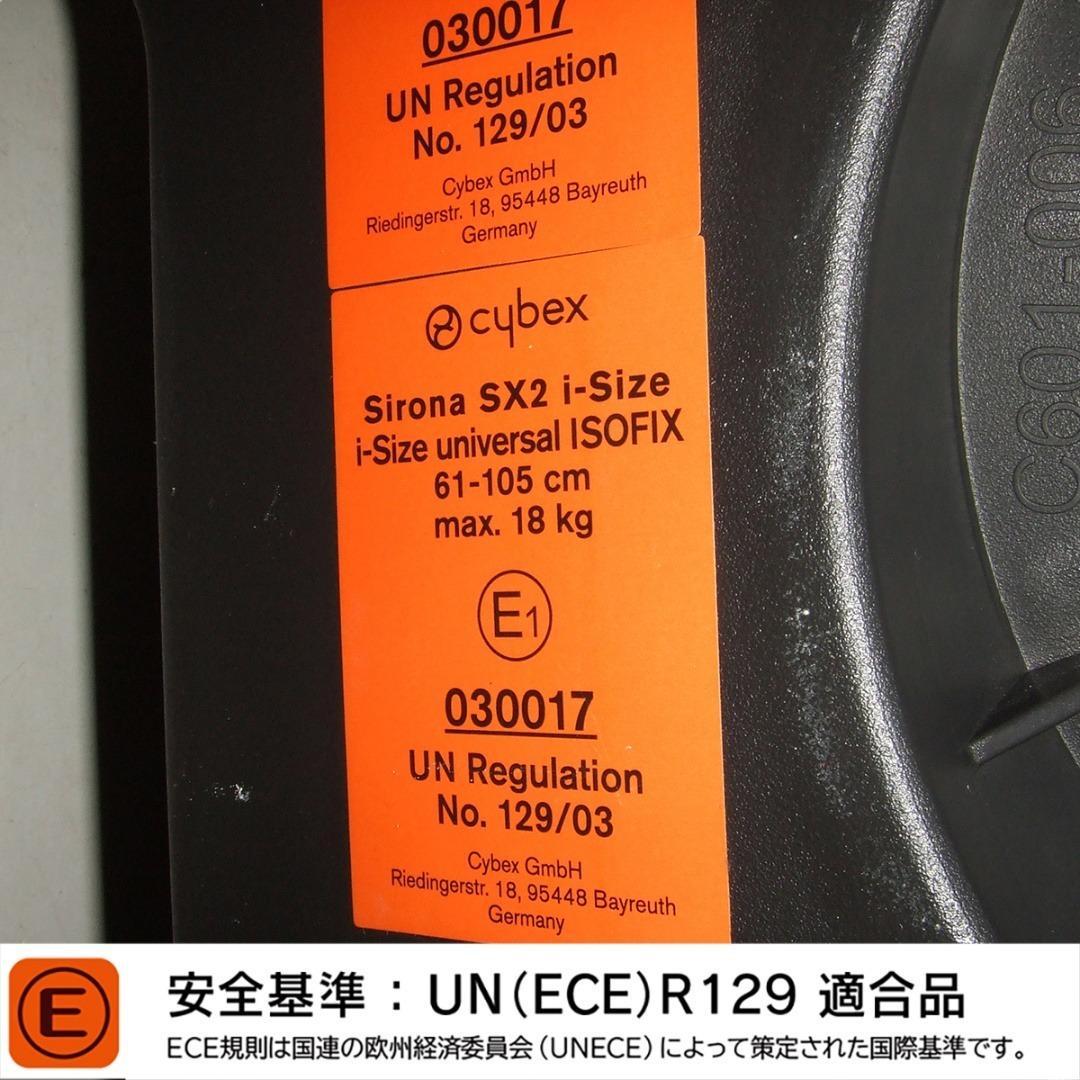 030017
UN Regulation
No. 129/03
Cybex GmbH
Riedingerstr. 18, 95448 Bayreuth
Germany
cybex
Sirona SX2 i-Size
i-Size universal ISOFIX
61-105 cm
max. 18 kg
E1
030017
UN Regulation
No. 129/03
Cybex GmbH
Riedingerstr. 18, 95448 Bayreuth
Germany
C601-006
E
安全基準：UN(ECE)R129 適合品
ECE規則は国連の欧州経済委員会(UNECE)によって策定された国際基準です。